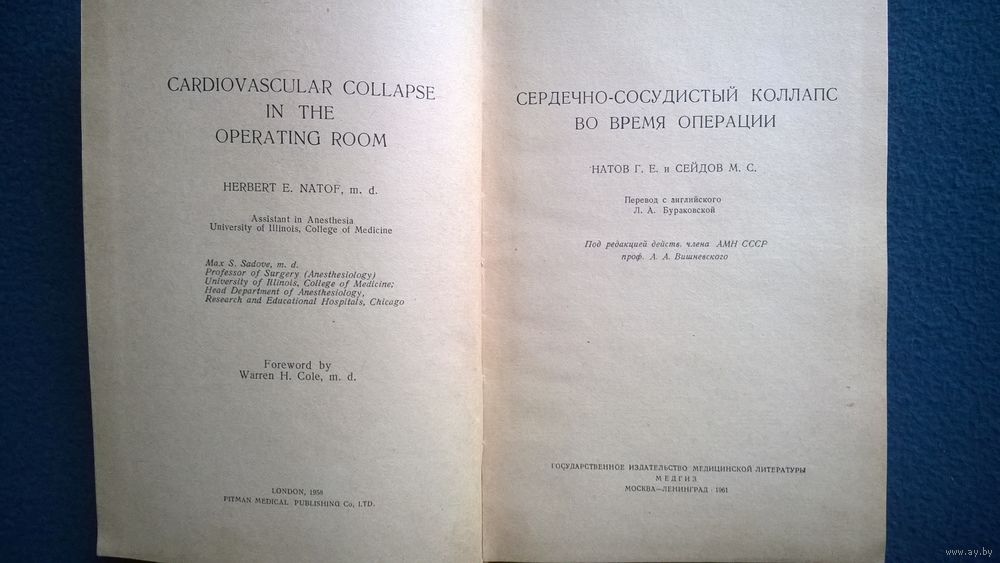 CARDIOVASCULAR COLLAPSE
IN THE
OPERATING ROOM
HERBERT E. NATOF, m. d.
Assistant in Anesthesia
University of Illinois, College of Medicine
Max S. Sadove, m. d.
Professor of Surgery (Anesthesiology)
University of Illinois, College of Medicine;
Head Department of Anesthesiology,
Research and Educational Hospitals, Chicago
Foreword by
Warren H. Cole, m. d.
LONDON, 1958
PITMAN MEDICAL PUBLISHING Co, LTD.
СЕРДЕЧНО-СОСУДИСТЫЙ КОЛЛАПС
ВО ВРЕМЯ ОПЕРАЦИИ
НАТОВ Г. Е. и СЕЙДОВ М. С.
Перевод с английского
Л. А. Бураковской
Под редакцией действ. члена АМН СССР
проф. А. А. Вишневского
ГОСУДАРСТВЕННОЕ ИЗДАТЕЛЬСТВО МЕДИЦИНСКОЙ ЛИТЕРАТУРЫ
МЕДГИЗ
МОСКВА—ЛЕНИНГРАД · 1961
www.ay.by